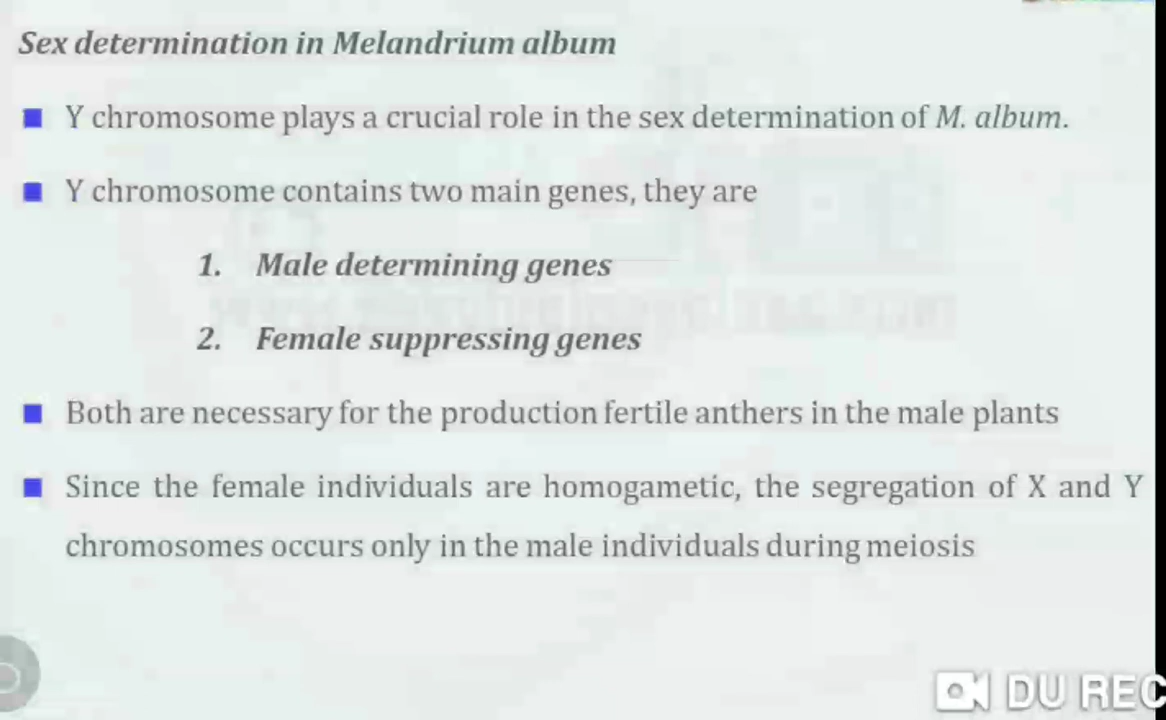 Sex determination in Melandrium album
Y chromosome plays a crucial role in the sex determination of M. album.
Y chromosome contains two main genes, they are
1. Male determining genes
2. Female suppressing genes
Both are necessary for the production fertile anthers in the male plants
Since the female individuals are homogametic, the segregation of X and Y
chromosomes occurs only in the male individuals during meiosis
DU REC